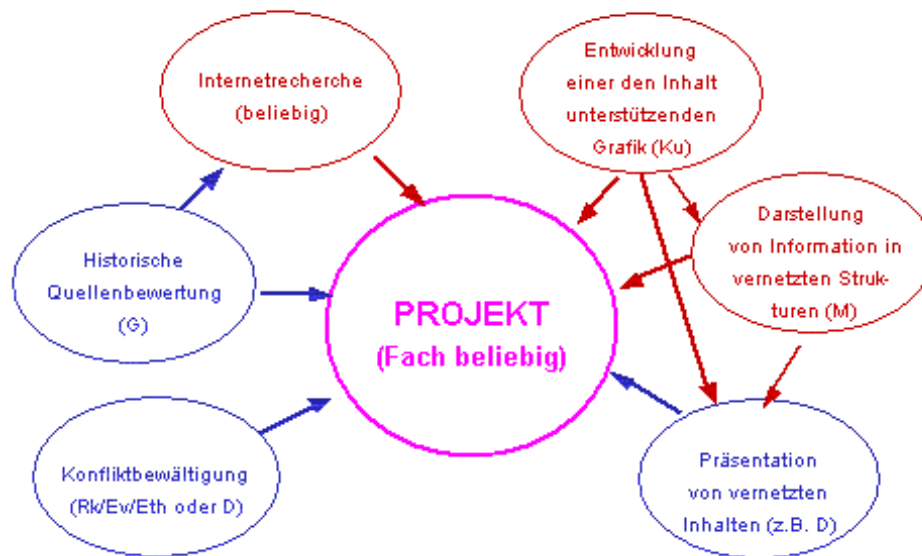 Internetrecherche
(beliebig)
Entwicklung
einer den Inhalt
unterstützenden
Grafik (Ku)
Historische
Quellenbewertung
(G)
PROJEKT
(Fach beliebig)
Darstellung
von Information in
vernetzten Struk-
turen (M)
Konfliktbewältigung
(Rk/Ev/Eth oder D)
Präsentation
von vernetzten
Inhalten (z.B. D)